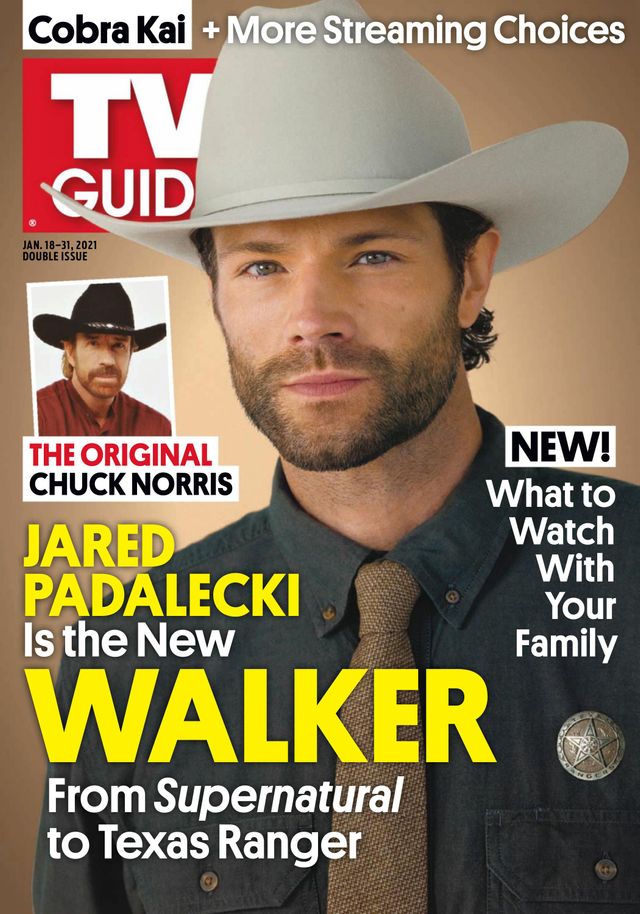 Cobra Kai + More Streaming Choices
TV
GUID
®
JAN. 18–31, 2021
DOUBLE ISSUE
THE ORIGINAL
CHUCK NORRIS
NEW!
What to
Watch
With
Your
Family
JARED
PADALECKI
Is the New
WALKER
From Supernatural
to Texas Ranger
RANGERS